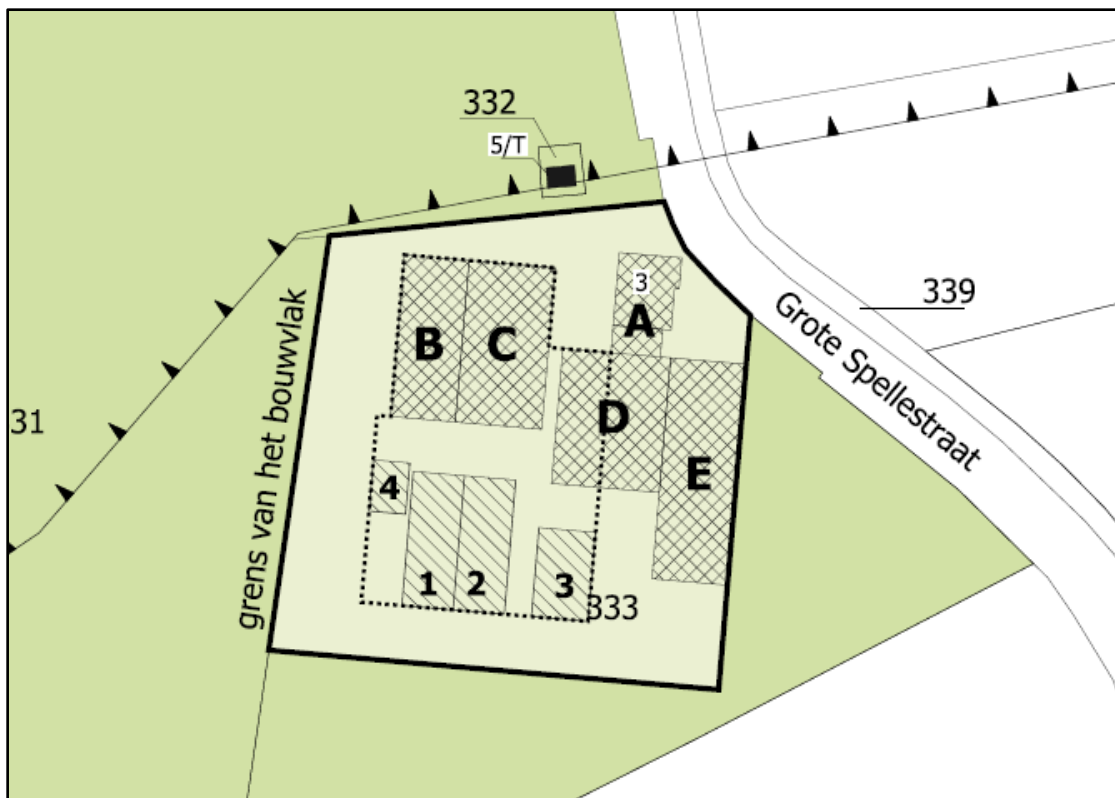 332
5/T
3
A
B
C
339
Grote Spellestraat
D
31
E
grens van het bouwvlak
4
1
2
3
333